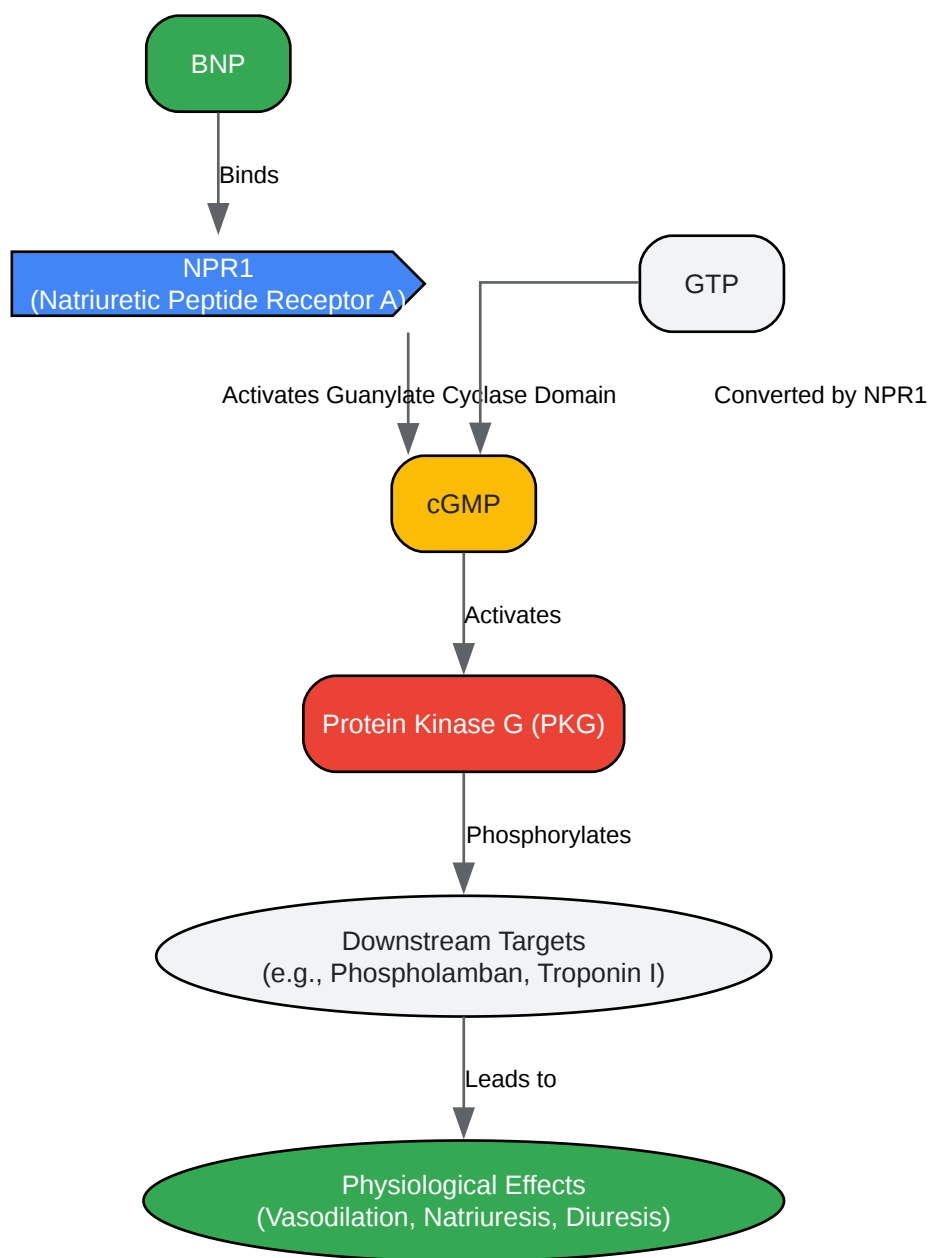 BNP
Binds
NPR1
(Natriuretic Peptide Receptor A)
GTP
Activates Guanylate Cyclase Domain
Converted by NPR1
cGMP
Activates
Protein Kinase G (PKG)
Phosphorylates
Downstream Targets
(e.g., Phospholamban, Troponin I)
Leads to
Physiological Effects
(Vasodilation, Natriuresis, Diuresis)